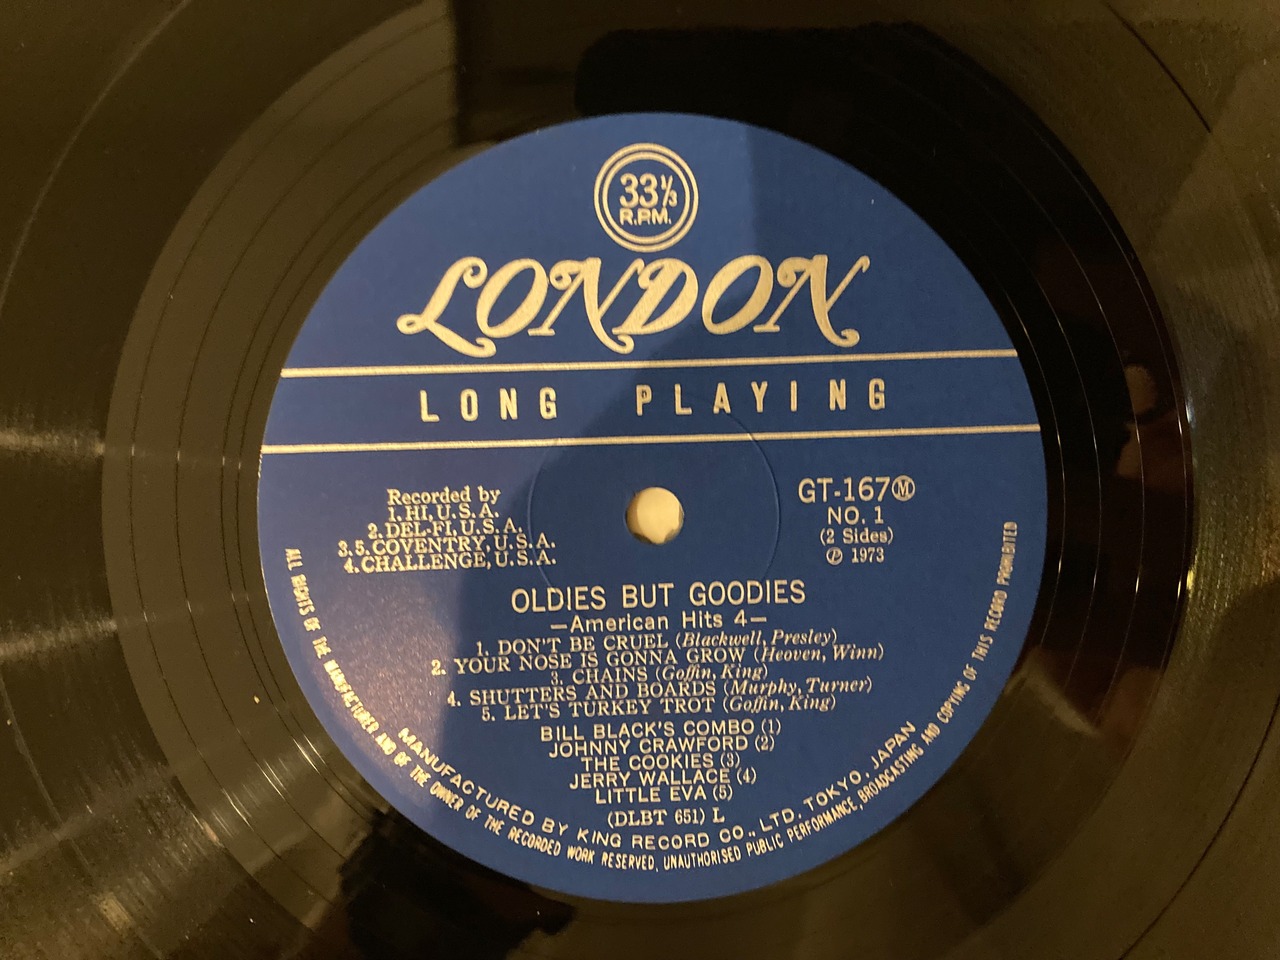 33⅓
R.P.M.
LONDON
LONG PLAYING
Recorded by
1. HI, U.S.A.
2. DEL-FI, U.S.A.
3.5. COVENTRY, U.S.A.
4. CHALLENGE, U.S.A.
GT-167Ⓜ
NO. 1
(2 Sides)
Ⓟ 1973
OLDIES BUT GOODIES
—American Hits 4—
1. DON'T BE CRUEL (Blackwell, Presley)
2. YOUR NOSE IS GONNA GROW (Heoven, Winn)
3. CHAINS (Goffin, King)
4. SHUTTERS AND BOARDS (Murphy, Turner)
5. LET'S TURKEY TROT (Goffin, King)
BILL BLACK'S COMBO (1)
JOHNNY CRAWFORD (2)
THE COOKIES (3)
JERRY WALLACE (4)
LITTLE EVA (5)
(DLBT 651) L
MANUFACTURED BY KING RECORD CO., LTD. TOKYO, JAPAN
ALL RIGHTS OF THE MANUFACTURER AND OF THE OWNER OF THE RECORDED WORK RESERVED, UNAUTHORISED PUBLIC PERFORMANCE, BROADCASTING AND COPYING OF THIS RECORD PROHIBITED